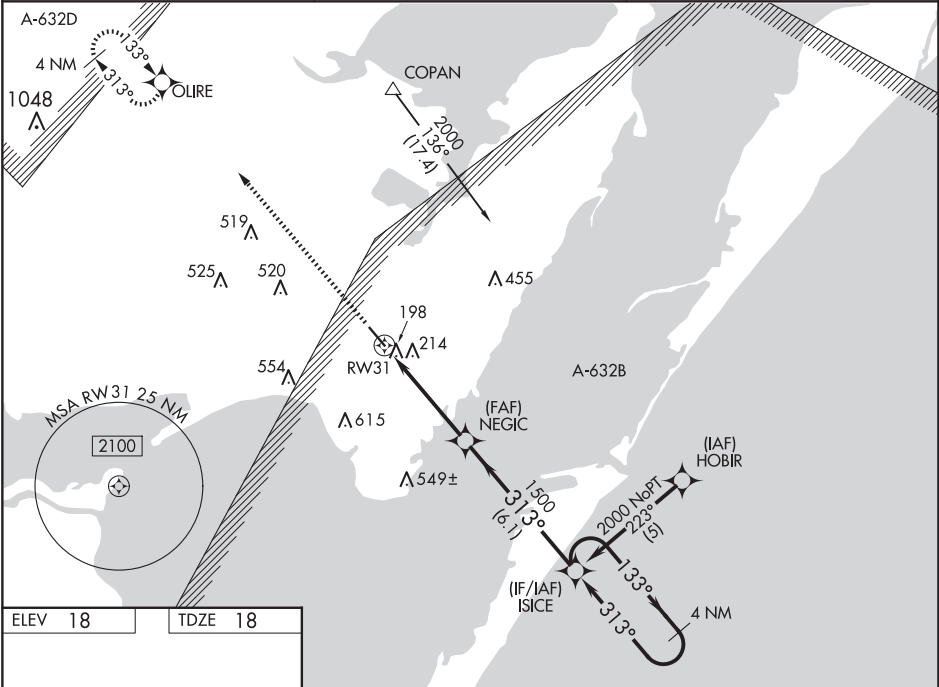 A-632D
4 NM
133°
313°
OLIRE
1048
COPAN
2000
136°
(17.4)
519
525
520
455
198
214
RW31
554
A-632B
MSA RW31 25 NM
2100
615
(FAF)
NEGIC
549±
(IAF)
HOBIR
1500
313°
(6.1)
2000 NoPT
223°
(5)
(IF/IAF)
ISICE
133°
313°
4 NM
ELEV 18
TDZE 18